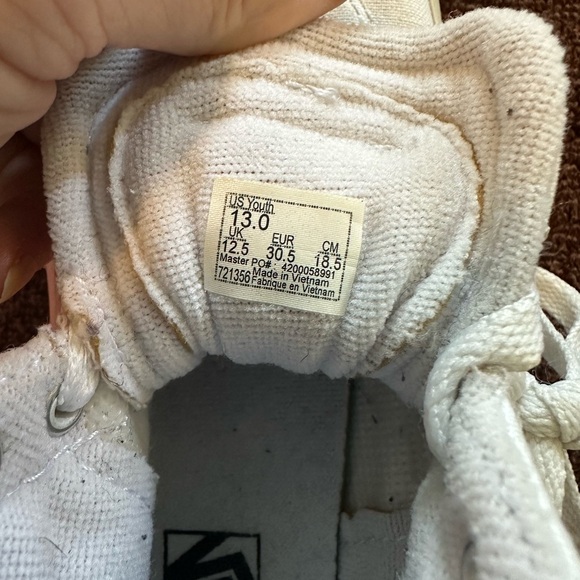 US Youth
13.0
UK EUR CM
12.5 30.5 18.5
Master PO# : 4200058991
721356 Made in Vietnam
Fabrique en Vietnam